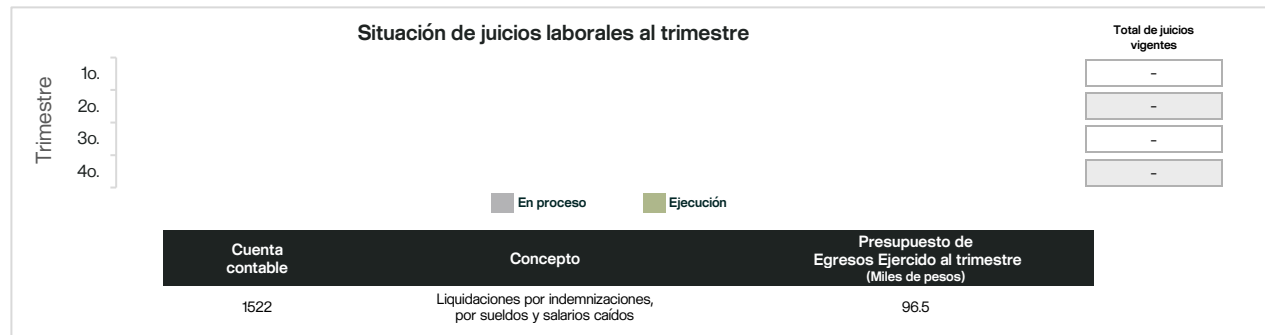 Situación de juicios laborales al trimestre
Total de juicios
vigentes
Trimestre
1o.
-
2o.
-
3o.
-
4o.
-
En proceso
Ejecución
Cuenta
contable
Concepto
Presupuesto de
Egresos Ejercido al trimestre
(Miles de pesos)
1522
Liquidaciones por indemnizaciones,
por sueldos y salarios caídos
96.5